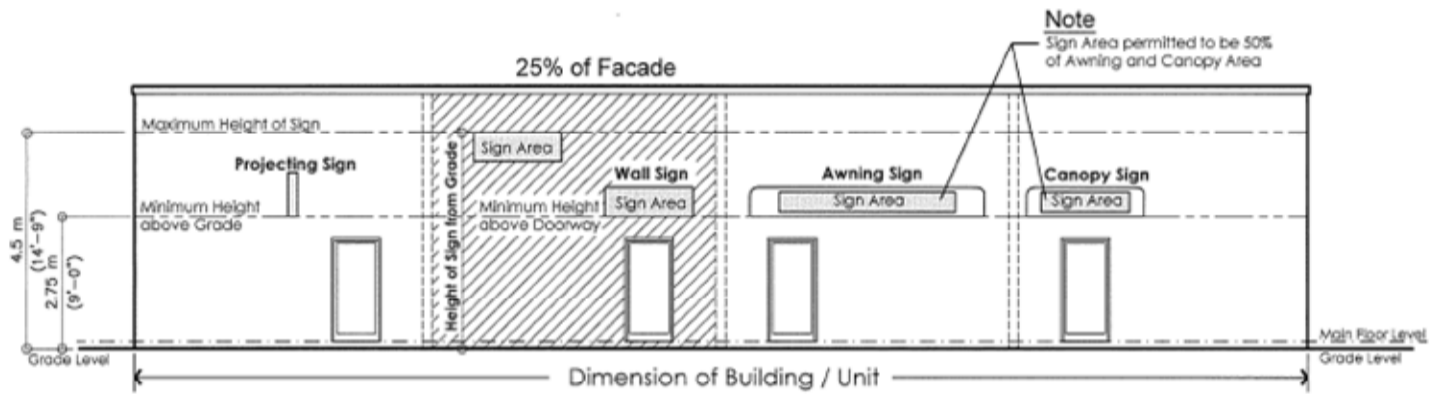 Note
Sign Area permitted to be 50%
of Awning and Canopy Area
25% of Facade
Maximum Height of Sign
Projecting Sign
Sign Area
Wall Sign
Awning Sign
Canopy Sign
Minimum Height
above Grade
Height of Sign from Grade
Minimum Height
above Doorway
Sign Area
Sign Area
Sign Area
4.5 m
(14'-9")
2.75 m
(9'-0")
Grade Level
Main Floor Level
Grade Level
Dimension of Building / Unit